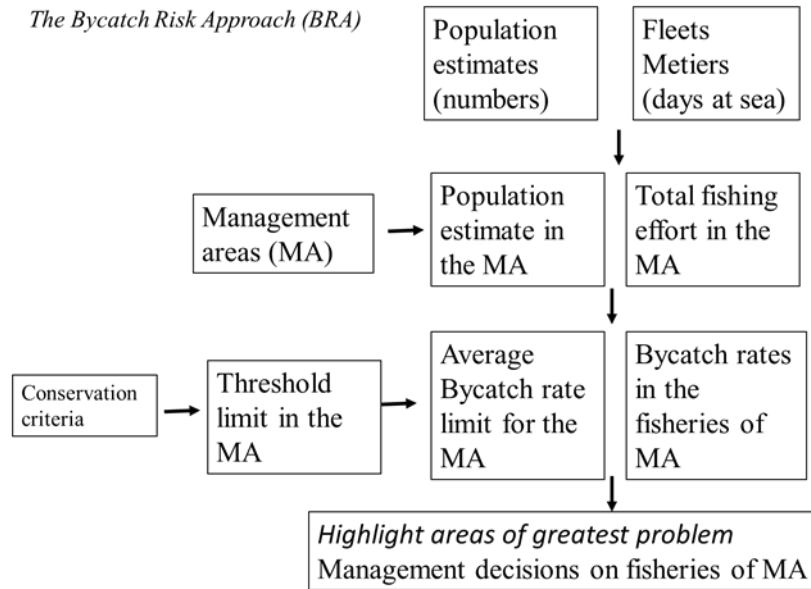 The Bycatch Risk Approach (BRA)
Population
estimates
(numbers)
Fleets
Metiers
(days at sea)
Management
areas (MA)
Population
estimate in
the MA
Total fishing
effort in the
MA
Conservation
criteria
Threshold
limit in the
MA
Average
Bycatch rate
limit for the
MA
Bycatch rates
in the
fisheries of
MA
Highlight areas of greatest problem
Management decisions on fisheries of MA